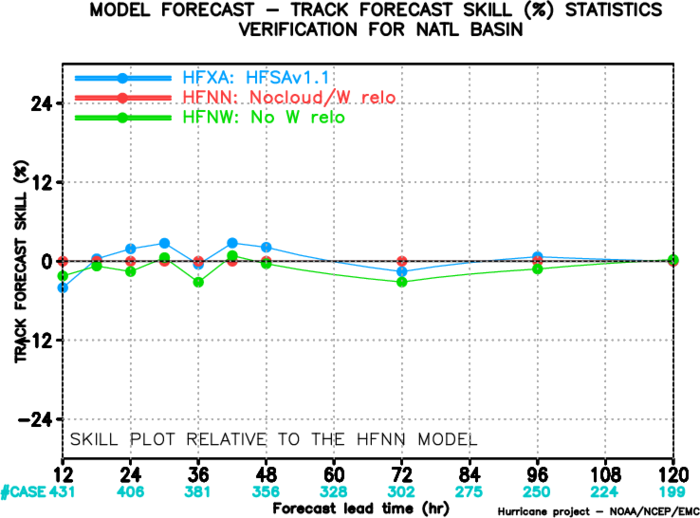 MODEL FORECAST – TRACK FORECAST SKILL (%) STATISTICS
VERIFICATION FOR NATL BASIN
HFXA: HFSAv1.1
HFNN: Nocloud/W relo
HFNW: No W relo
TRACK FORECAST SKILL (%)
24
12
0
−12
−24
SKILL PLOT RELATIVE TO THE HFNN MODEL
12 24 36 48 60 72 84 96 108 120
#CASE 431 406 381 356 328 302 275 250 224 199
Forecast lead time (hr)
Hurricane project – NOAA/NCEP/EMC